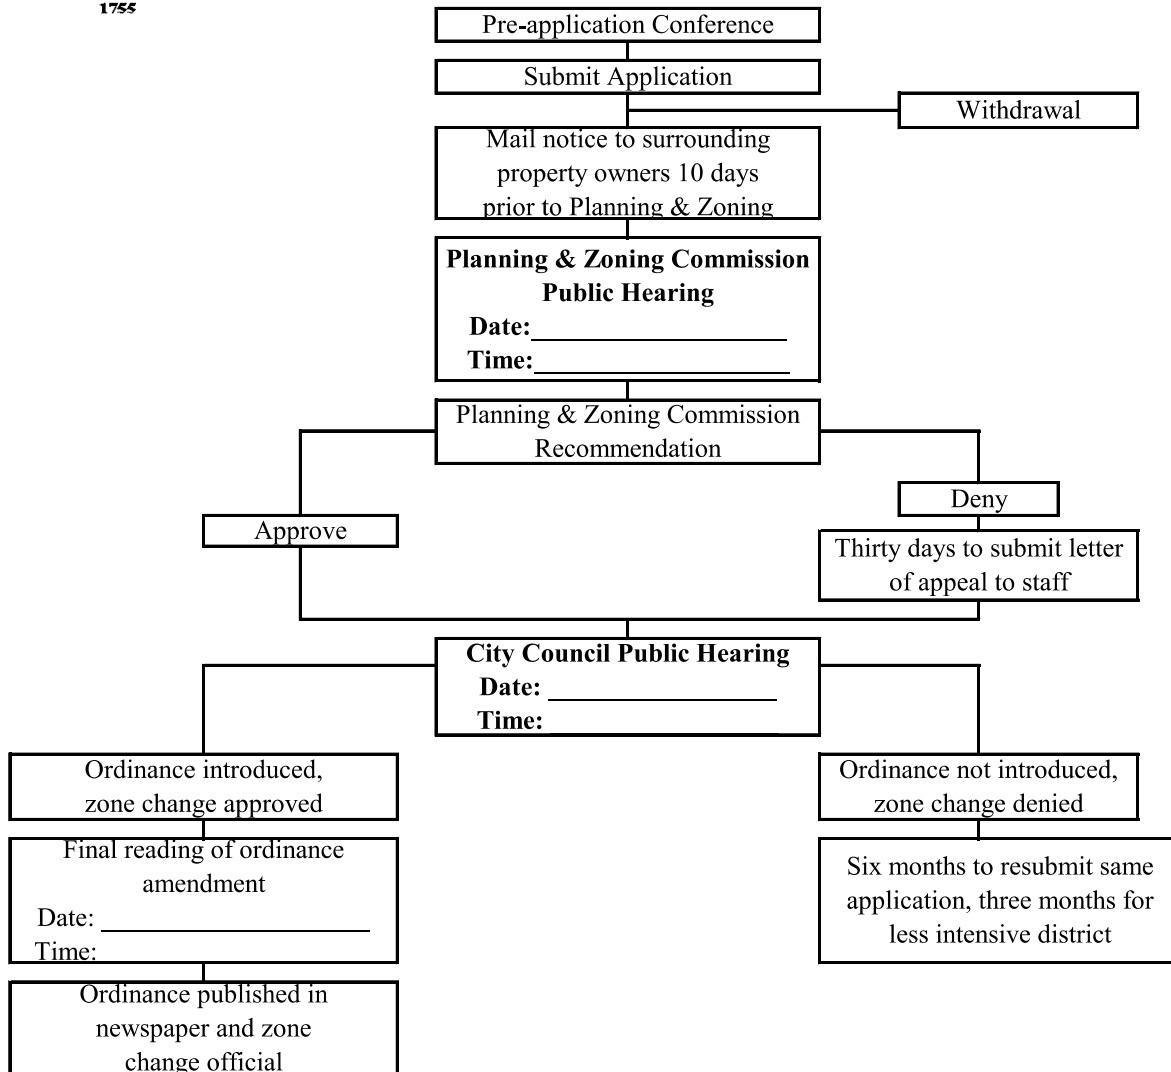 1755
Pre-application Conference
Submit Application
Withdrawal
Mail notice to surrounding
property owners 10 days
prior to Planning & Zoning
Planning & Zoning Commission
Public Hearing
Date:
Time:
Planning & Zoning Commission
Recommendation
Deny
Approve
Thirty days to submit letter
of appeal to staff
City Council Public Hearing
Date:
Time:
Ordinance introduced,
zone change approved
Ordinance not introduced,
zone change denied
Final reading of ordinance
amendment
Date:
Time:
Six months to resubmit same
application, three months for
less intensive district
Ordinance published in
newspaper and zone
change official